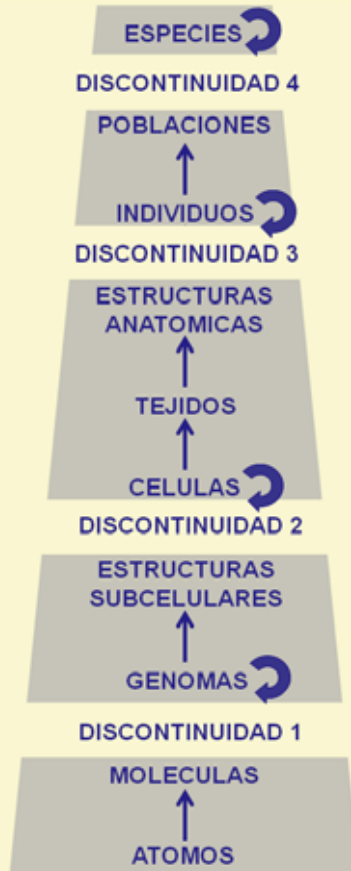 ESPECIES
DISCONTINUIDAD 4
POBLACIONES
INDIVIDUOS
DISCONTINUIDAD 3
ESTRUCTURAS
ANATOMICAS
TEJIDOS
CELULAS
DISCONTINUIDAD 2
ESTRUCTURAS
SUBCELULARES
GENOMAS
DISCONTINUIDAD 1
MOLECULAS
ATOMOS